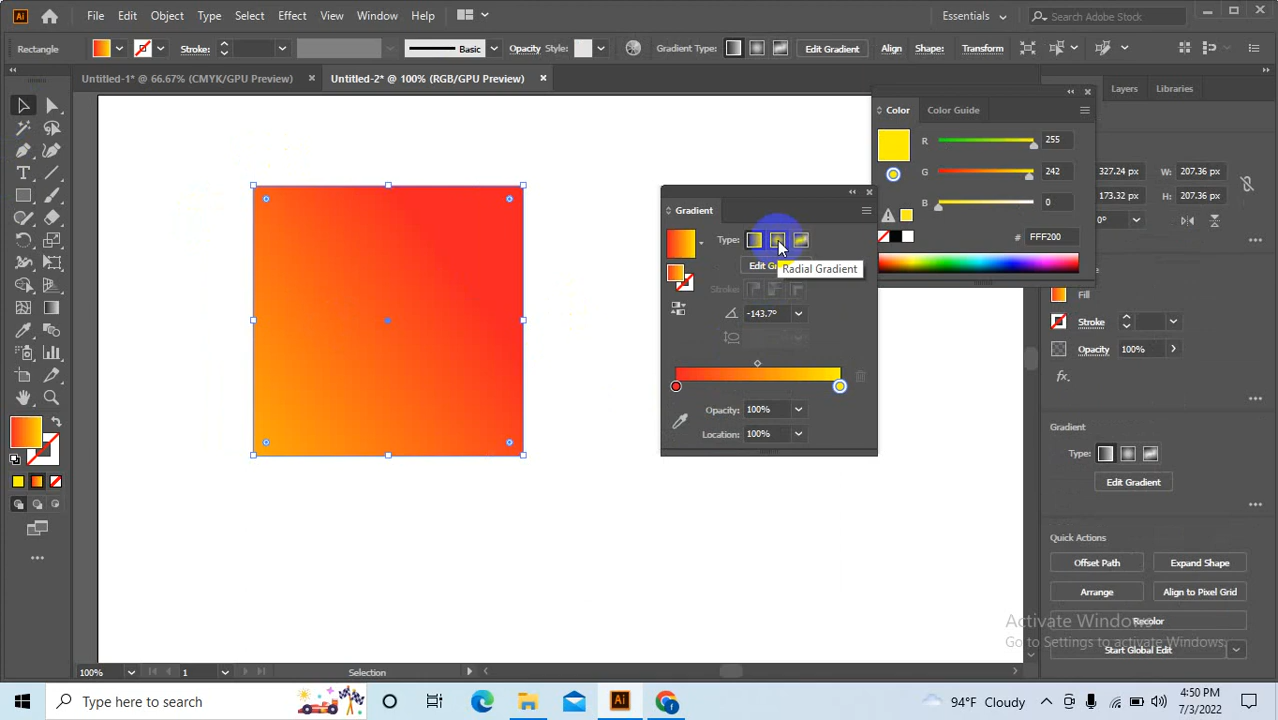 Ai
File Edit Object Type Select Effect View Window Help
Essentials
Search Adobe Stock
Rectangle
Stroke:
Basic
Opacity Style:
Gradient Type:
Edit Gradient
Align
Shape:
Transform
Untitled-1* @ 66.67% (CMYK/GPU Preview) ×
Untitled-2* @ 100% (RGB/GPU Preview) ×
Layers
Libraries
Color
Color Guide
R 255
G 242
B 0
# FFF200
327.24 px
W: 207.36 px
173.32 px
H: 207.36 px
0°
Gradient
Type:
Edit Gr
Radial Gradient
Stroke:
-143.7°
Opacity: 100%
Location: 100%
Fill
Stroke
Opacity 100%
fx.
Gradient
Type:
Edit Gradient
Quick Actions
Offset Path
Expand Shape
Arrange
Align to Pixel Grid
Recolor
Start Global Edit
Activate Windows
Go to Settings to activate Windows.
100%
1
Selection
Type here to search
Ai
94°F Cloudy
4:50 PM
7/3/2022